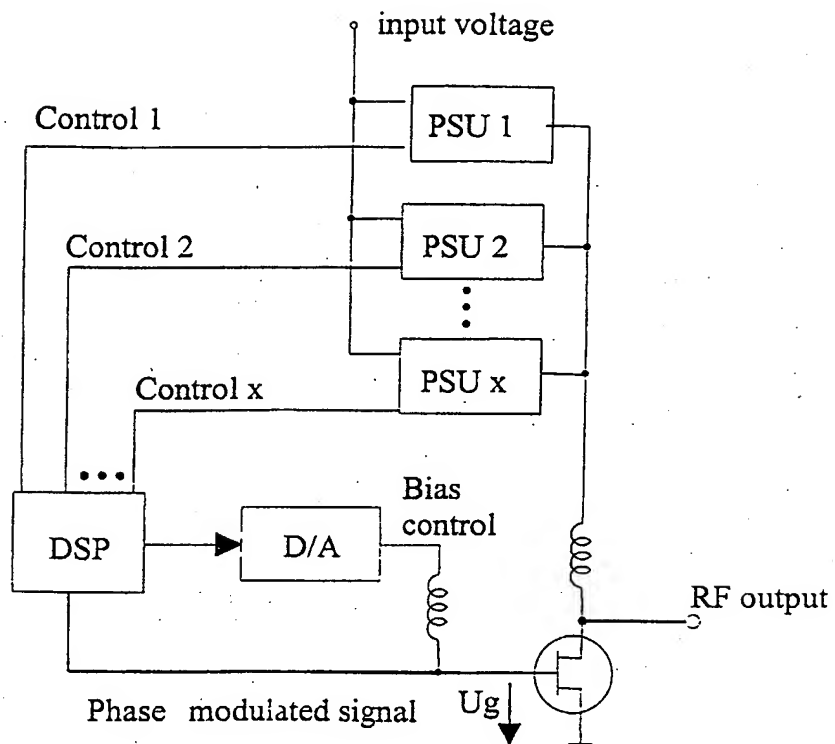 input voltage
Control 1
PSU 1
Control 2
PSU 2
Control x
PSU x
Bias
control
DSP
D/A
RF output
Phase modulated signal
Ug